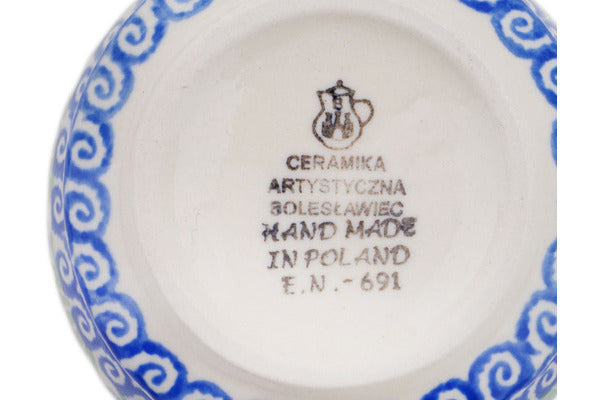 CERAMIKA
ARTYSTYCZNA
BOLESŁAWIEC
HAND MADE
IN POLAND
E.N.-691